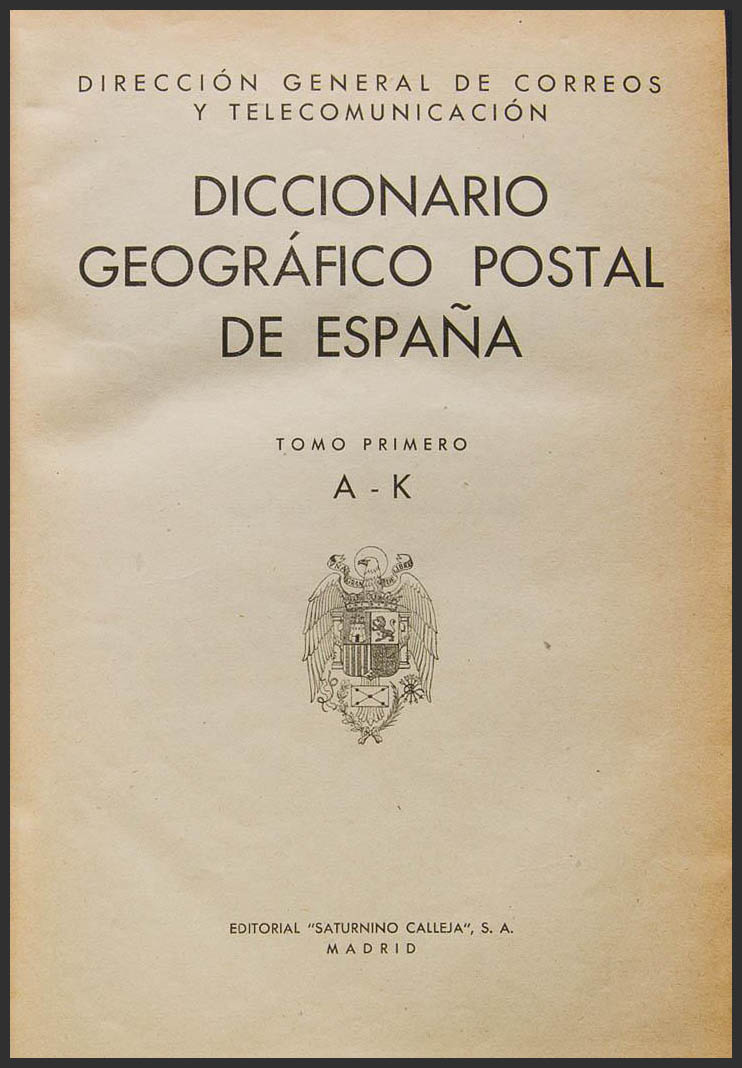 DIRECCIÓN GENERAL DE CORREOS
Y TELECOMUNICACIÓN
DICCIONARIO
GEOGRÁFICO POSTAL
DE ESPAÑA
TOMO PRIMERO
A - K
EDITORIAL "SATURNINO CALLEJA", S. A.
MADRID